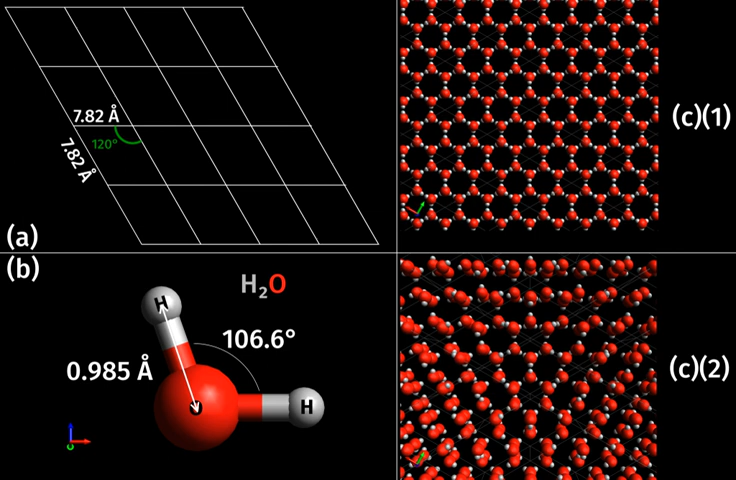 7.82 Å
120°
7.82 Å
(a)
(c)(1)
(b)
H₂O
H
106.6°
0.985 Å
H
(c)(2)